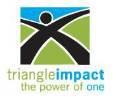 triangleimpact
the power of one